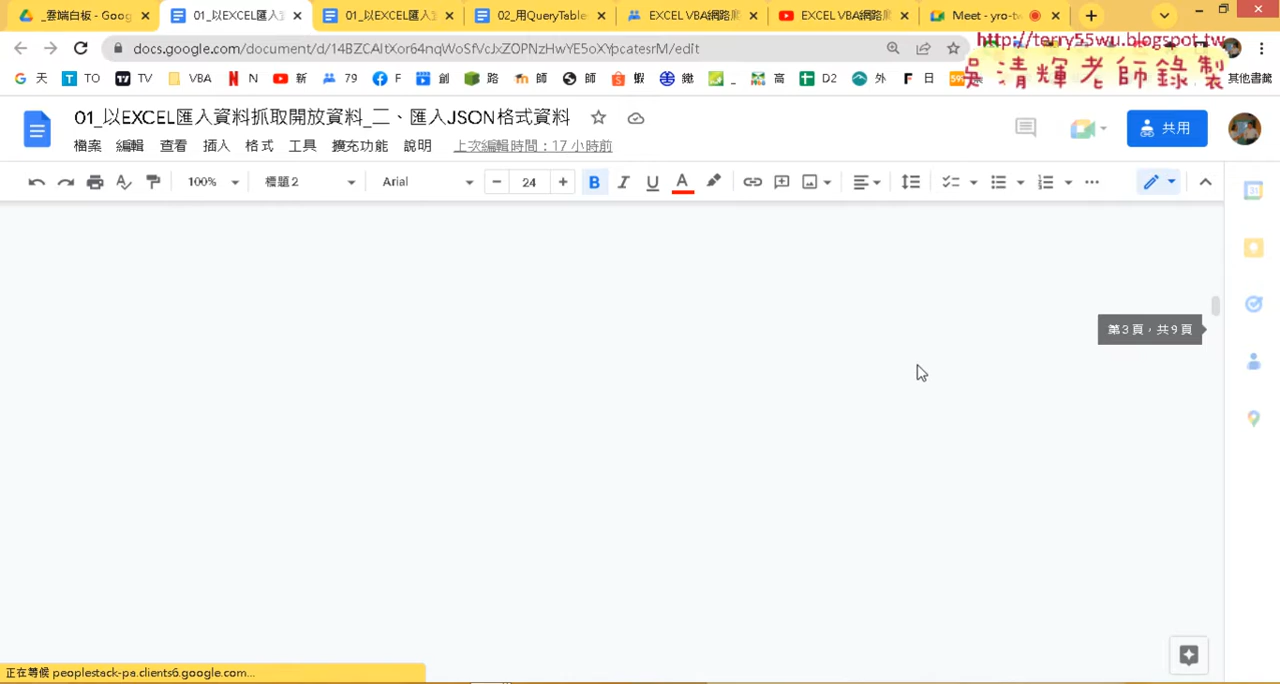 _雲端白板 - Goog
01_以EXCEL匯入
01_以EXCEL匯入
02_用QueryTable
EXCEL VBA網路
EXCEL VBA網路
Meet - yro-tv
docs.google.com/document/d/
/edit
http://terry55wu.blogspot.tw
吳清輝老師錄製
天
TO
TV
VBA
N
新
79
F
創
路
師
師
蝦
_
高
D2
外
日
其他書籤
01_以EXCEL匯入資料抓取開放資料_二、匯入JSON格式資料
共用
檔案 編輯 查看 插入 格式 工具 擴充功能 說明 上次編輯時間：17 小時前
100% 標題 2 Arial 24 B I U A
31
第 3 頁，共 9 頁
正在等候 peoplestack-pa.clients6.google.com...